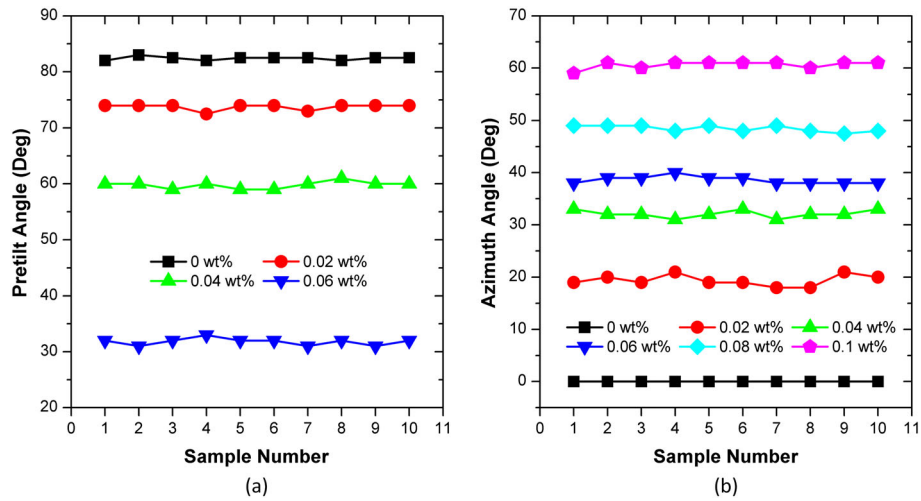 90
80
70
60
50
40
30
20
Pretilt Angle (Deg)
0 wt% 0.02 wt%
0.04 wt% 0.06 wt%
0 1 2 3 4 5 6 7 8 9 10 11
Sample Number
(a)
70
60
50
40
30
20
10
0
Azimuth Angle (Deg)
0 wt% 0.02 wt% 0.04 wt%
0.06 wt% 0.08 wt% 0.1 wt%
0 1 2 3 4 5 6 7 8 9 10 11
Sample Number
(b)